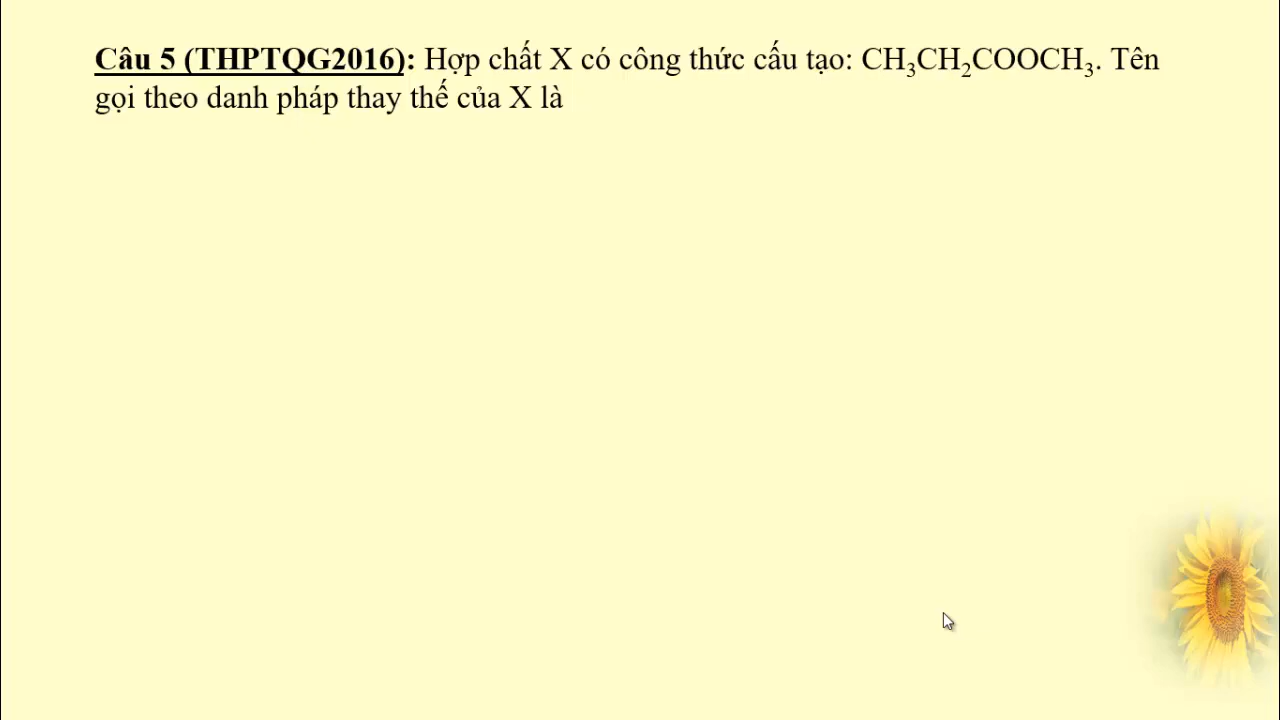 Câu 5 (THPTQG2016): Hợp chất X có công thức cấu tạo: CH₃CH₂COOCH₃. Tên
gọi theo danh pháp thay thế của X là